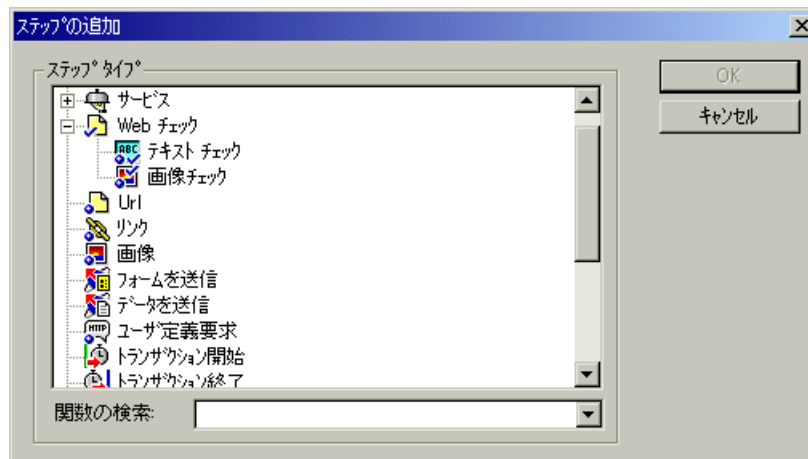 ステップの追加
ステップ タイプ
サービス
Web チェック
ABC
テキスト チェック
画像チェック
Url
リンク
画像
フォームを送信
データを送信
HTTP
ユーザ定義要求
トランザクション開始
トランザクション終了
関数の検索:
OK
キャンセル